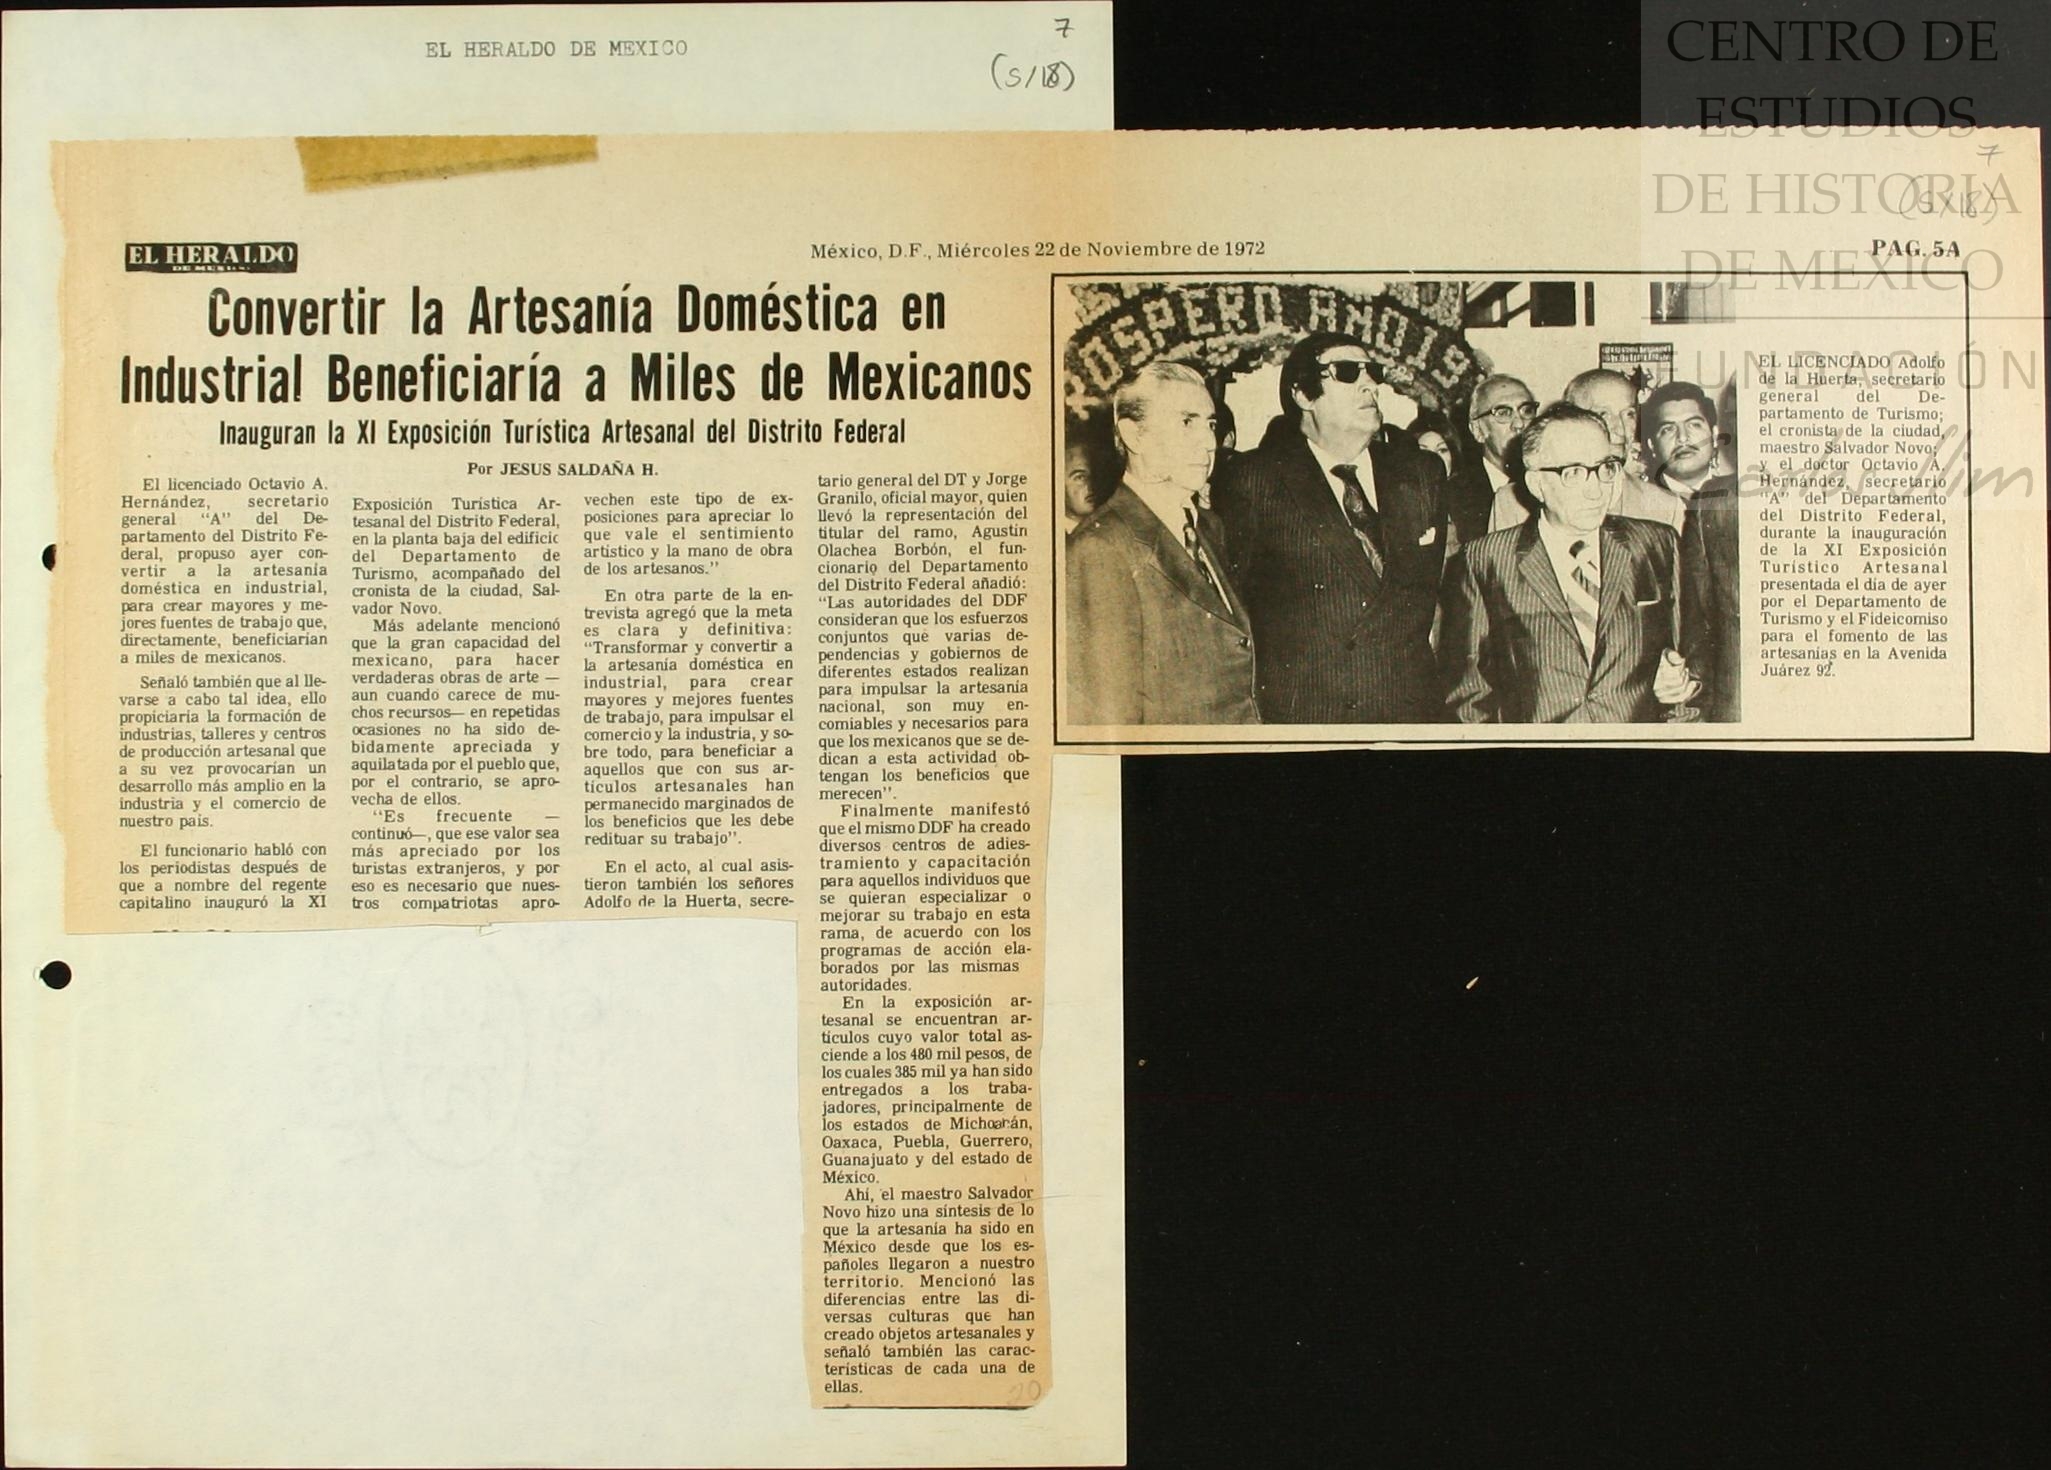 EL HERALDO DE MEXICO
7
(S/18)
CENTRO DE
ESTUDIOS
DE HISTORIA
DE MEXICO
FUNDACIÓN
Carlos Slim
7
(S/18)
EL HERALDO
DE MEXICO
México, D.F., Miércoles 22 de Noviembre de 1972
PAG. 5A
Convertir la Artesanía Doméstica en
Industrial Beneficiaría a Miles de Mexicanos
Inauguran la XI Exposición Turística Artesanal del Distrito Federal
Por JESUS SALDAÑA H.
El licenciado Octavio A.
Hernández, secretario
general "A" del De-
partamento del Distrito Fe-
deral, propuso ayer con-
vertir a la artesanía
doméstica en industrial,
para crear mayores y me-
jores fuentes de trabajo que,
directamente, beneficiarían
a miles de mexicanos.
Señaló también que al lle-
varse a cabo tal idea, ello
propiciaría la formación de
industrias, talleres y centros
de producción artesanal que
a su vez provocarían un
desarrollo más amplio en la
industria y el comercio de
nuestro país.
El funcionario habló con
los periodistas después de
que a nombre del regente
capitalino inauguró la XI
Exposición Turística Ar-
tesanal del Distrito Federal,
en la planta baja del edificio
del Departamento de
Turismo, acompañado del
cronista de la ciudad, Sal-
vador Novo.
Más adelante mencionó
que la gran capacidad del
mexicano, para hacer
verdaderas obras de arte —
aun cuando carece de mu-
chos recursos— en repetidas
ocasiones no ha sido de-
bidamente apreciada y
aquilatada por el pueblo que,
por el contrario, se apro-
vecha de ellos.
"Es frecuente —
continuó—, que ese valor sea
más apreciado por los
turistas extranjeros, y por
eso es necesario que nues-
tros compatriotas apro-
vechen este tipo de ex-
posiciones para apreciar lo
que vale el sentimiento
artístico y la mano de obra
de los artesanos."
En otra parte de la en-
trevista agregó que la meta
es clara y definitiva:
"Transformar y convertir a
la artesanía doméstica en
industrial, para crear
mayores y mejores fuentes
de trabajo, para impulsar el
comercio y la industria, y so-
bre todo, para beneficiar a
aquellos que con sus ar-
tículos artesanales han
permanecido marginados de
los beneficios que les debe
redituar su trabajo".
En el acto, al cual asis-
tieron también los señores
Adolfo de la Huerta, secre-
tario general del DT y Jorge
Granilo, oficial mayor, quien
llevó la representación del
titular del ramo, Agustín
Olachea Borbón, el fun-
cionario del Departamento
del Distrito Federal añadió:
"Las autoridades del DDF
consideran que los esfuerzos
conjuntos que varias de-
pendencias y gobiernos de
diferentes estados realizan
para impulsar la artesanía
nacional, son muy en-
comiables y necesarios para
que los mexicanos que se de-
dican a esta actividad ob-
tengan los beneficios que
merecen".
Finalmente manifestó
que el mismo DDF ha creado
diversos centros de adies-
tramiento y capacitación
para aquellos individuos que
se quieran especializar o
mejorar su trabajo en esta
rama, de acuerdo con los
programas de acción ela-
borados por las mismas
autoridades.
En la exposición ar-
tesanal se encuentran ar-
tículos cuyo valor total as-
ciende a los 480 mil pesos, de
los cuales 385 mil ya han sido
entregados a los traba-
jadores, principalmente de
los estados de Michoacán,
Oaxaca, Puebla, Guerrero,
Guanajuato y del estado de
México.
Ahí, el maestro Salvador
Novo hizo una síntesis de lo
que la artesanía ha sido en
México desde que los es-
pañoles llegaron a nuestro
territorio. Mencionó las
diferencias entre las di-
versas culturas que han
creado objetos artesanales y
señaló también las carac-
terísticas de cada una de
ellas.
20
OSPERO AÑO 19
EL LICENCIADO Adolfo
de la Huerta, secretario
general del De-
partamento de Turismo;
el cronista de la ciudad,
maestro Salvador Novo;
y el doctor Octavio A.
Hernández, secretario
"A" del Departamento
del Distrito Federal,
durante la inauguración
de la XI Exposición
Turístico Artesanal
presentada el día de ayer
por el Departamento de
Turismo y el Fideicomiso
para el fomento de las
artesanías en la Avenida
Juárez 92.